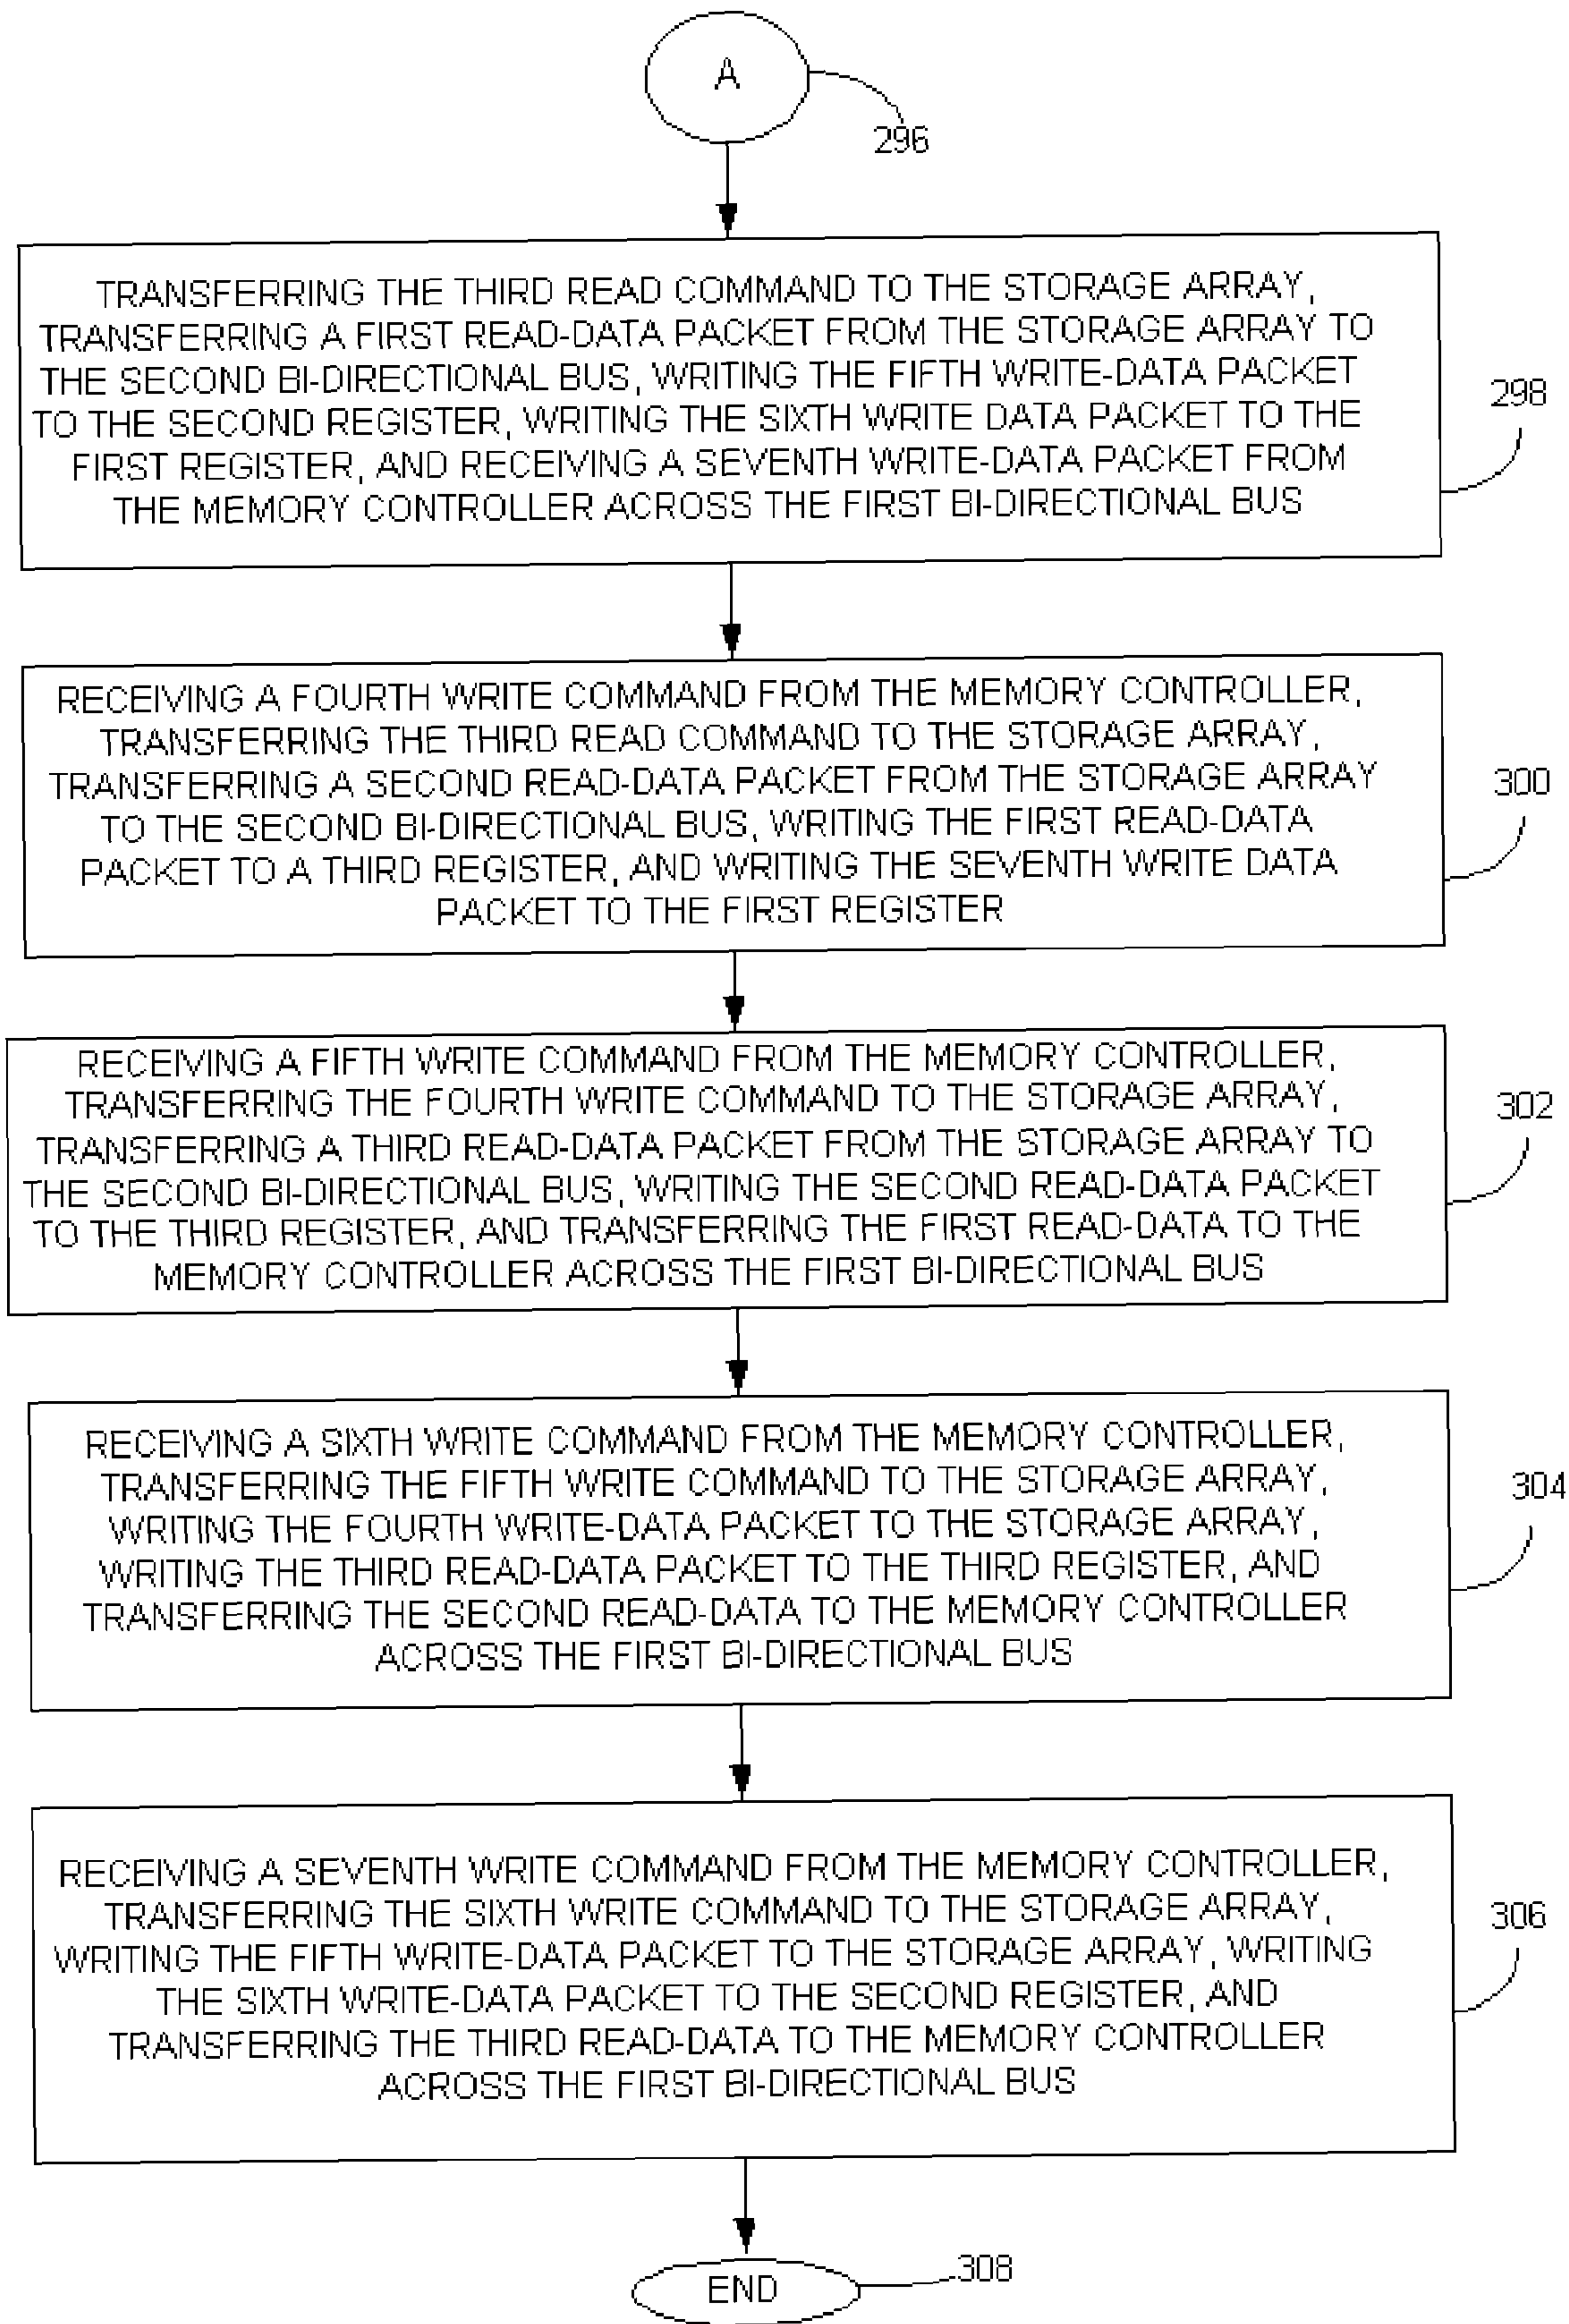 A
296
TRANSFERRING THE THIRD READ COMMAND TO THE STORAGE ARRAY,
TRANSFERRING A FIRST READ-DATA PACKET FROM THE STORAGE ARRAY TO
THE SECOND BI-DIRECTIONAL BUS, WRITING THE FIFTH WRITE-DATA PACKET
TO THE SECOND REGISTER, WRITING THE SIXTH WRITE DATA PACKET TO THE
FIRST REGISTER, AND RECEIVING A SEVENTH WRITE-DATA PACKET FROM
THE MEMORY CONTROLLER ACROSS THE FIRST BI-DIRECTIONAL BUS
298
RECEIVING A FOURTH WRITE COMMAND FROM THE MEMORY CONTROLLER,
TRANSFERRING THE THIRD READ COMMAND TO THE STORAGE ARRAY,
TRANSFERRING A SECOND READ-DATA PACKET FROM THE STORAGE ARRAY
TO THE SECOND BI-DIRECTIONAL BUS, WRITING THE FIRST READ-DATA
PACKET TO A THIRD REGISTER, AND WRITING THE SEVENTH WRITE DATA
PACKET TO THE FIRST REGISTER
300
RECEIVING A FIFTH WRITE COMMAND FROM THE MEMORY CONTROLLER,
TRANSFERRING THE FOURTH WRITE COMMAND TO THE STORAGE ARRAY,
TRANSFERRING A THIRD READ-DATA PACKET FROM THE STORAGE ARRAY TO
THE SECOND BI-DIRECTIONAL BUS, WRITING THE SECOND READ-DATA PACKET
TO THE THIRD REGISTER, AND TRANSFERRING THE FIRST READ-DATA TO THE
MEMORY CONTROLLER ACROSS THE FIRST BI-DIRECTIONAL BUS
302
RECEIVING A SIXTH WRITE COMMAND FROM THE MEMORY CONTROLLER,
TRANSFERRING THE FIFTH WRITE COMMAND TO THE STORAGE ARRAY,
WRITING THE FOURTH WRITE-DATA PACKET TO THE STORAGE ARRAY,
WRITING THE THIRD READ-DATA PACKET TO THE THIRD REGISTER, AND
TRANSFERRING THE SECOND READ-DATA TO THE MEMORY CONTROLLER
ACROSS THE FIRST BI-DIRECTIONAL BUS
304
RECEIVING A SEVENTH WRITE COMMAND FROM THE MEMORY CONTROLLER,
TRANSFERRING THE SIXTH WRITE COMMAND TO THE STORAGE ARRAY,
WRITING THE FIFTH WRITE-DATA PACKET TO THE STORAGE ARRAY, WRITING
THE SIXTH WRITE-DATA PACKET TO THE SECOND REGISTER, AND
TRANSFERRING THE THIRD READ-DATA TO THE MEMORY CONTROLLER
ACROSS THE FIRST BI-DIRECTIONAL BUS
306
END
308